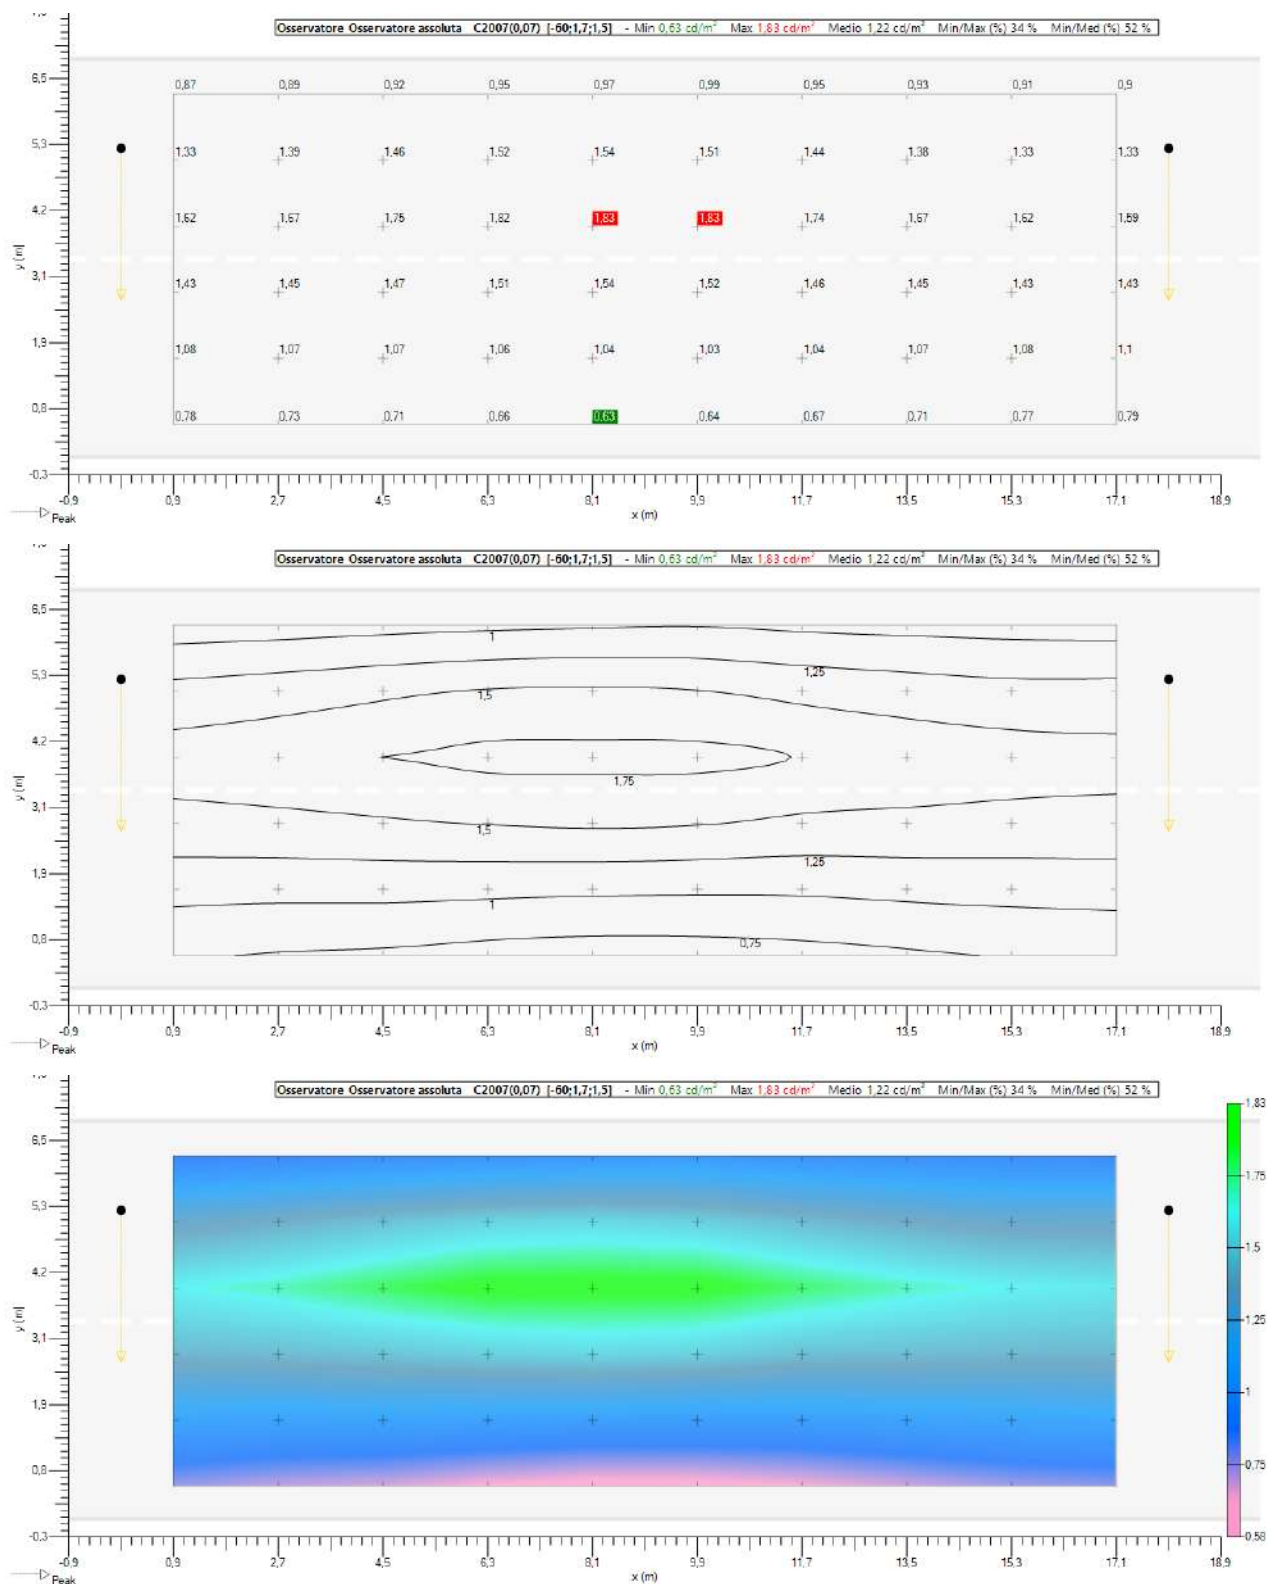 Osservatore Osservatore assoluta C2007(0,07) [-60;1,7;1,5] - Min 0,63 cd/m² Max 1,83 cd/m² Medio 1,22 cd/m² Min/Max (%) 34 % Min/Med (%) 52 %
6,5
0,87 0,89 0,92 0,95 0,97 0,99 0,95 0,93 0,91 0,9
5,3
1,33 1,39 1,46 1,52 1,54 1,51 1,44 1,38 1,33 1,33
4,2
1,62 1,67 1,75 1,82 1,83 1,83 1,74 1,67 1,62 1,59
y (m)
3,1
1,43 1,45 1,47 1,51 1,54 1,52 1,46 1,45 1,43 1,43
1,9
1,08 1,07 1,07 1,06 1,04 1,03 1,04 1,07 1,08 1,1
0,8
0,78 0,73 0,71 0,66 0,63 0,64 0,67 0,71 0,77 0,79
-0,3
-0,9 0,9 2,7 4,5 6,3 8,1 9,9 11,7 13,5 15,3 17,1 18,9
x (m)
Peak
Osservatore Osservatore assoluta C2007(0,07) [-60;1,7;1,5] - Min 0,63 cd/m² Max 1,83 cd/m² Medio 1,22 cd/m² Min/Max (%) 34 % Min/Med (%) 52 %
6,5
1
5,3
1,25
1,5
4,2
1,75
y (m)
3,1
1,5
1,25
1,9
1
0,8
0,75
-0,3
-0,9 0,9 2,7 4,5 6,3 8,1 9,9 11,7 13,5 15,3 17,1 18,9
x (m)
Peak
Osservatore Osservatore assoluta C2007(0,07) [-60;1,7;1,5] - Min 0,63 cd/m² Max 1,83 cd/m² Medio 1,22 cd/m² Min/Max (%) 34 % Min/Med (%) 52 %
1,83
6,5
1,75
5,3
1,5
4,2
y (m)
1,25
3,1
1
1,9
0,75
0,8
0,58
-0,3
-0,9 0,9 2,7 4,5 6,3 8,1 9,9 11,7 13,5 15,3 17,1 18,9
x (m)
Peak